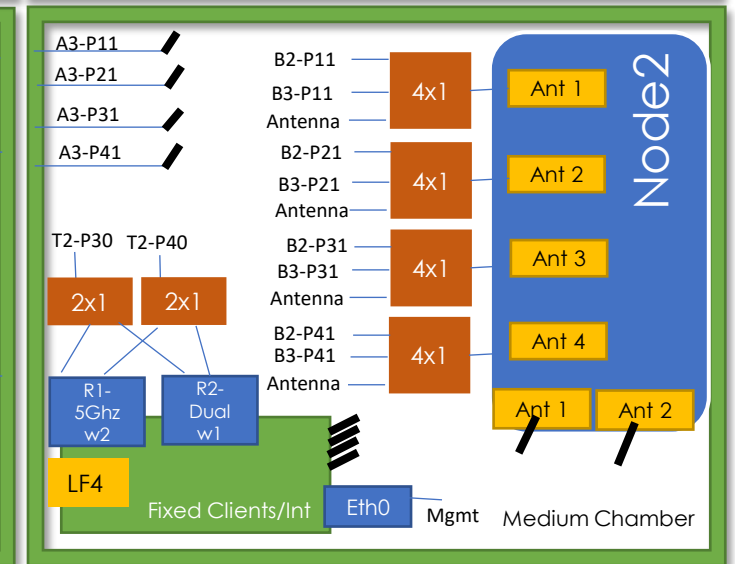 A3-P11
A3-P21
A3-P31
A3-P41
B2-P11
B3-P11
Antenna
4x1
Ant 1
B2-P21
B3-P21
Antenna
4x1
Ant 2
B2-P31
B3-P31
Antenna
4x1
Ant 3
B2-P41
B3-P41
Antenna
4x1
Ant 4
Node2
Ant 1
Ant 2
T2-P30
T2-P40
2x1
2x1
R1-
5Ghz
w2
R2-
Dual
w1
LF4
Fixed Clients/Int
Eth0
Mgmt
Medium Chamber